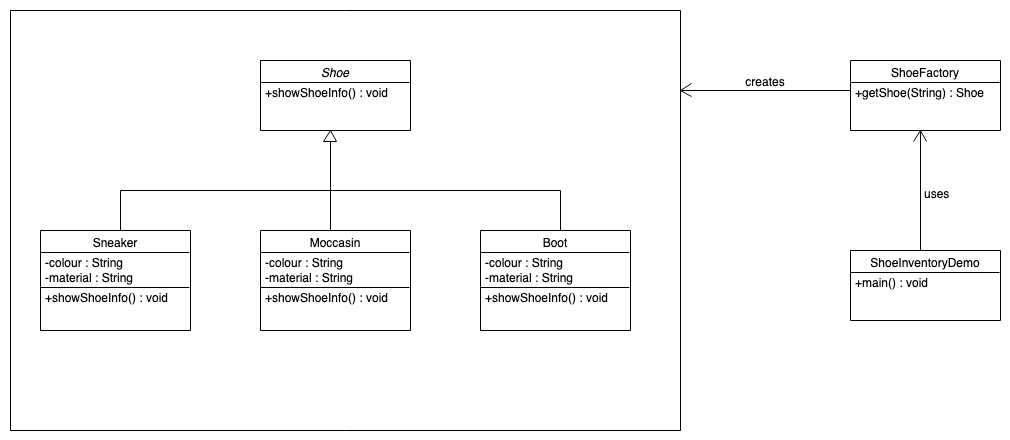 Shoe
+showShoeInfo() : void
creates
ShoeFactory
+getShoe(String) : Shoe
uses
Sneaker
-colour : String
-material : String
+showShoeInfo() : void
Moccasin
-colour : String
-material : String
+showShoeInfo() : void
Boot
-colour : String
-material : String
+showShoeInfo() : void
ShoeInventoryDemo
+main() : void